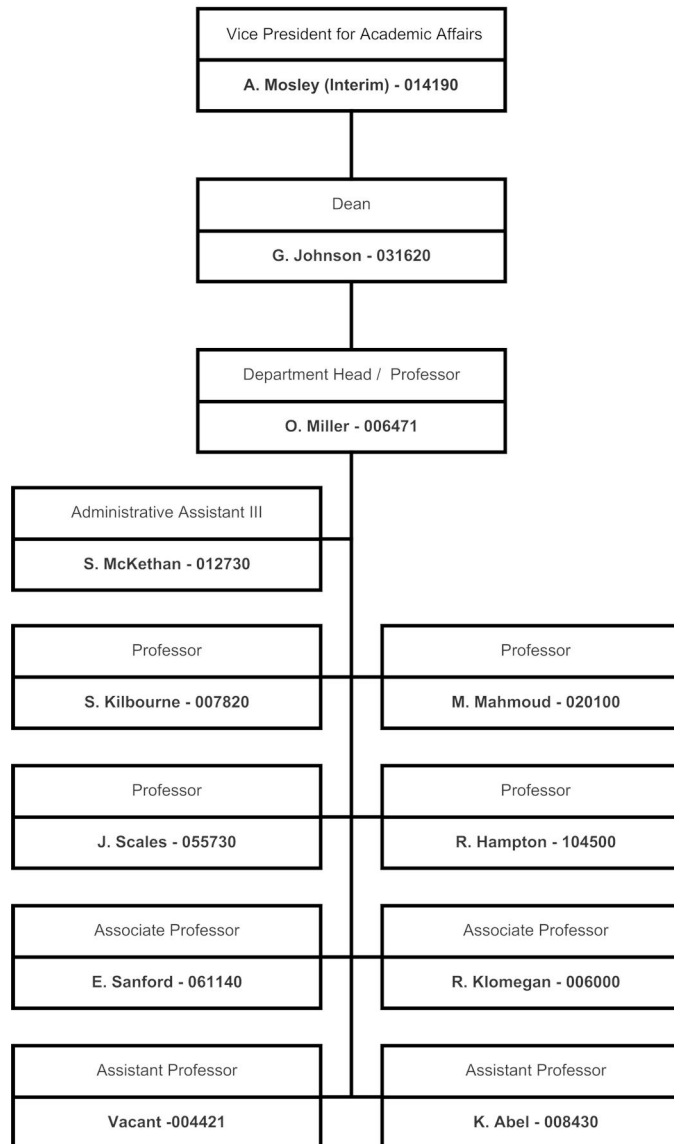 Vice President for Academic Affairs
A. Mosley (Interim) - 014190
Dean
G. Johnson - 031620
Department Head /  Professor
O. Miller - 006471
Administrative Assistant III
S. McKethan - 012730
Professor
S. Kilbourne - 007820
Professor
M. Mahmoud - 020100
Professor
J. Scales - 055730
Professor
R. Hampton - 104500
Associate Professor
E. Sanford - 061140
Associate Professor
R. Klomegan - 006000
Assistant Professor
Vacant -004421
Assistant Professor
K. Abel - 008430